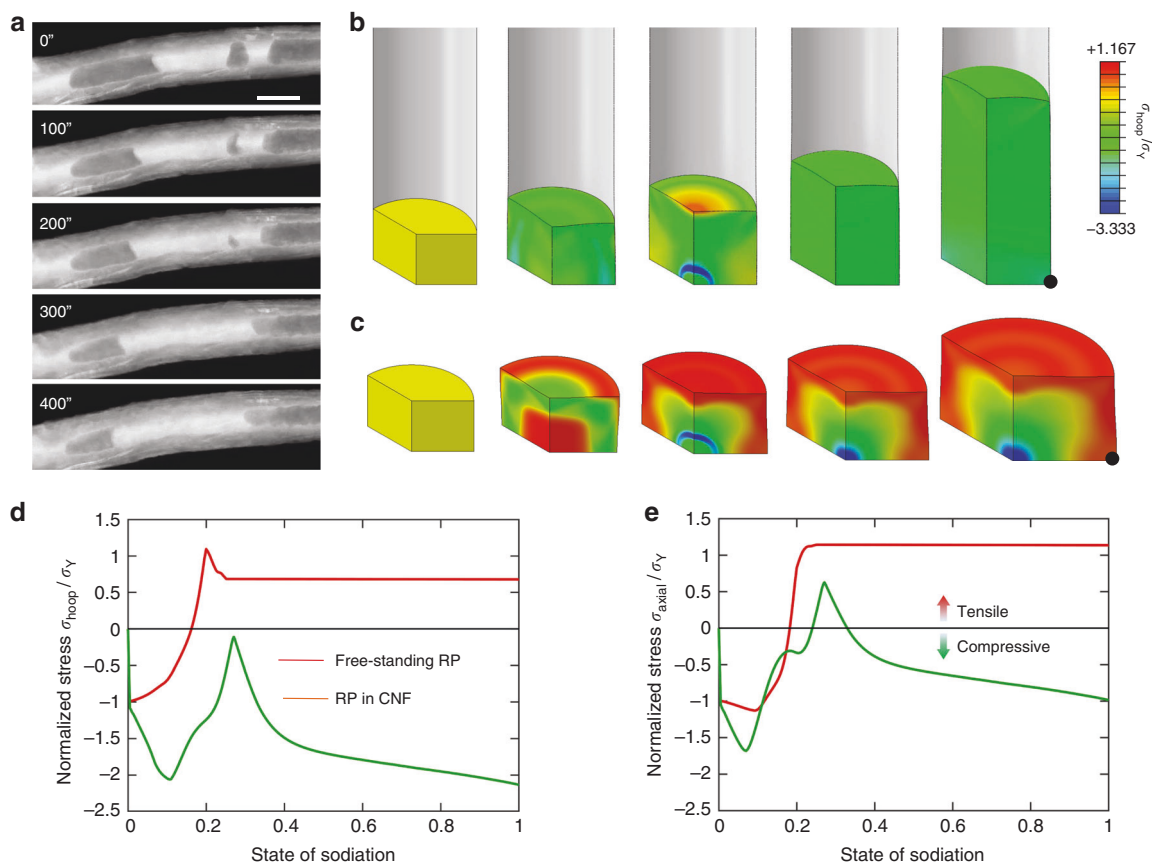 a
0"
100"
200"
300"
400"
b
+1.167
σhoop/σY
−3.333
c
d
Normalized stress σhoop / σY
1.5
1
0.5
0
−0.5
−1
−1.5
−2
−2.5
Free-standing RP
RP in CNF
0 0.2 0.4 0.6 0.8 1
State of sodiation
e
Normalized stress σaxial / σY
1.5
1
0.5
0
−0.5
−1
−1.5
−2
−2.5
Tensile
Compressive
0 0.2 0.4 0.6 0.8 1
State of sodiation